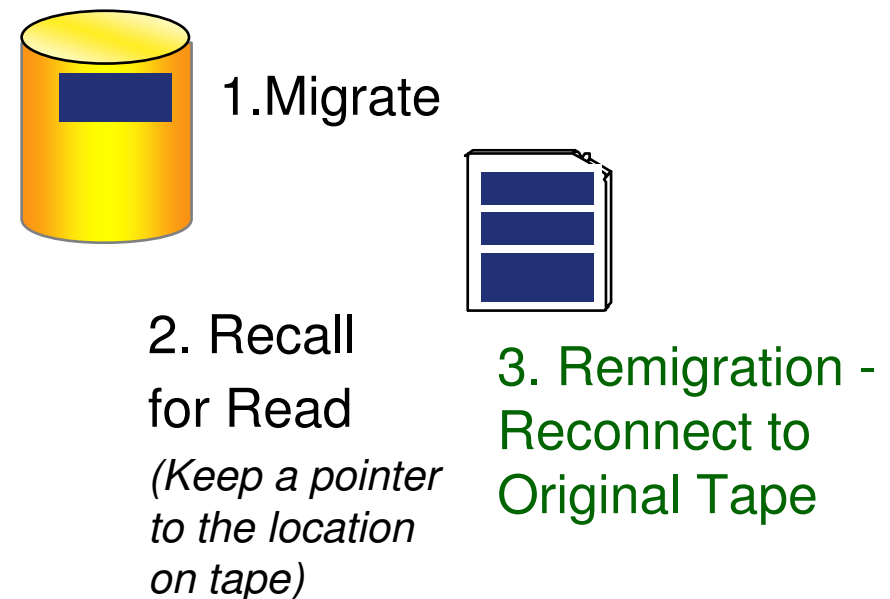 1.Migrate
2. Recall
for Read
(Keep a pointer
to the location
on tape)
3. Remigration -
Reconnect to
Original Tape